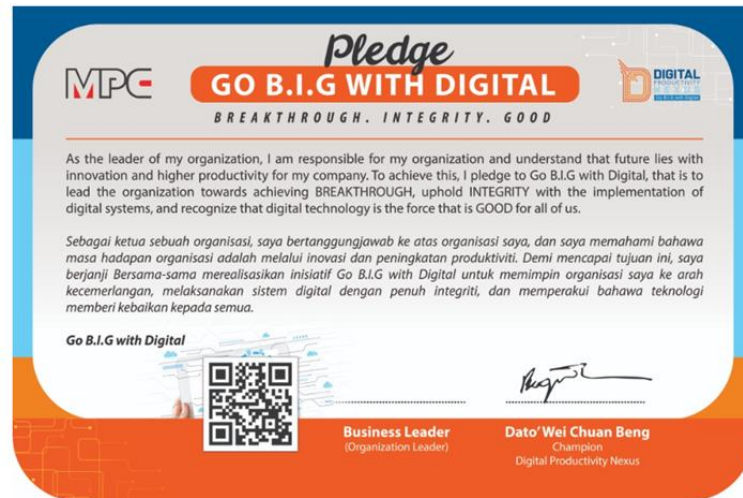 Pledge
MPC
GO B.I.G WITH DIGITAL
DIGITAL
PRODUCTIVITY
NEXUS
Go B.I.G with Digital
BREAKTHROUGH. INTEGRITY. GOOD
As the leader of my organization, I am responsible for my organization and understand that future lies with
innovation and higher productivity for my company. To achieve this, I pledge to Go B.I.G with Digital, that is to
lead the organization towards achieving BREAKTHROUGH, uphold INTEGRITY with the implementation of
digital systems, and recognize that digital technology is the force that is GOOD for all of us.
Sebagai ketua sebuah organisasi, saya bertanggungjawab ke atas organisasi saya, dan saya memahami bahawa
masa hadapan organisasi adalah melalui inovasi dan peningkatan produktiviti. Demi mencapai tujuan ini, saya
berjanji Bersama-sama merealisasikan inisiatif Go B.I.G with Digital untuk memimpin organisasi saya ke arah
kecemerlangan, melaksanakan sistem digital dengan penuh integriti, dan memperakui bahawa teknologi
memberi kebaikan kepada semua.
Go B.I.G with Digital
Business Leader
(Organization Leader)
Dato' Wei Chuan Beng
Champion
Digital Productivity Nexus